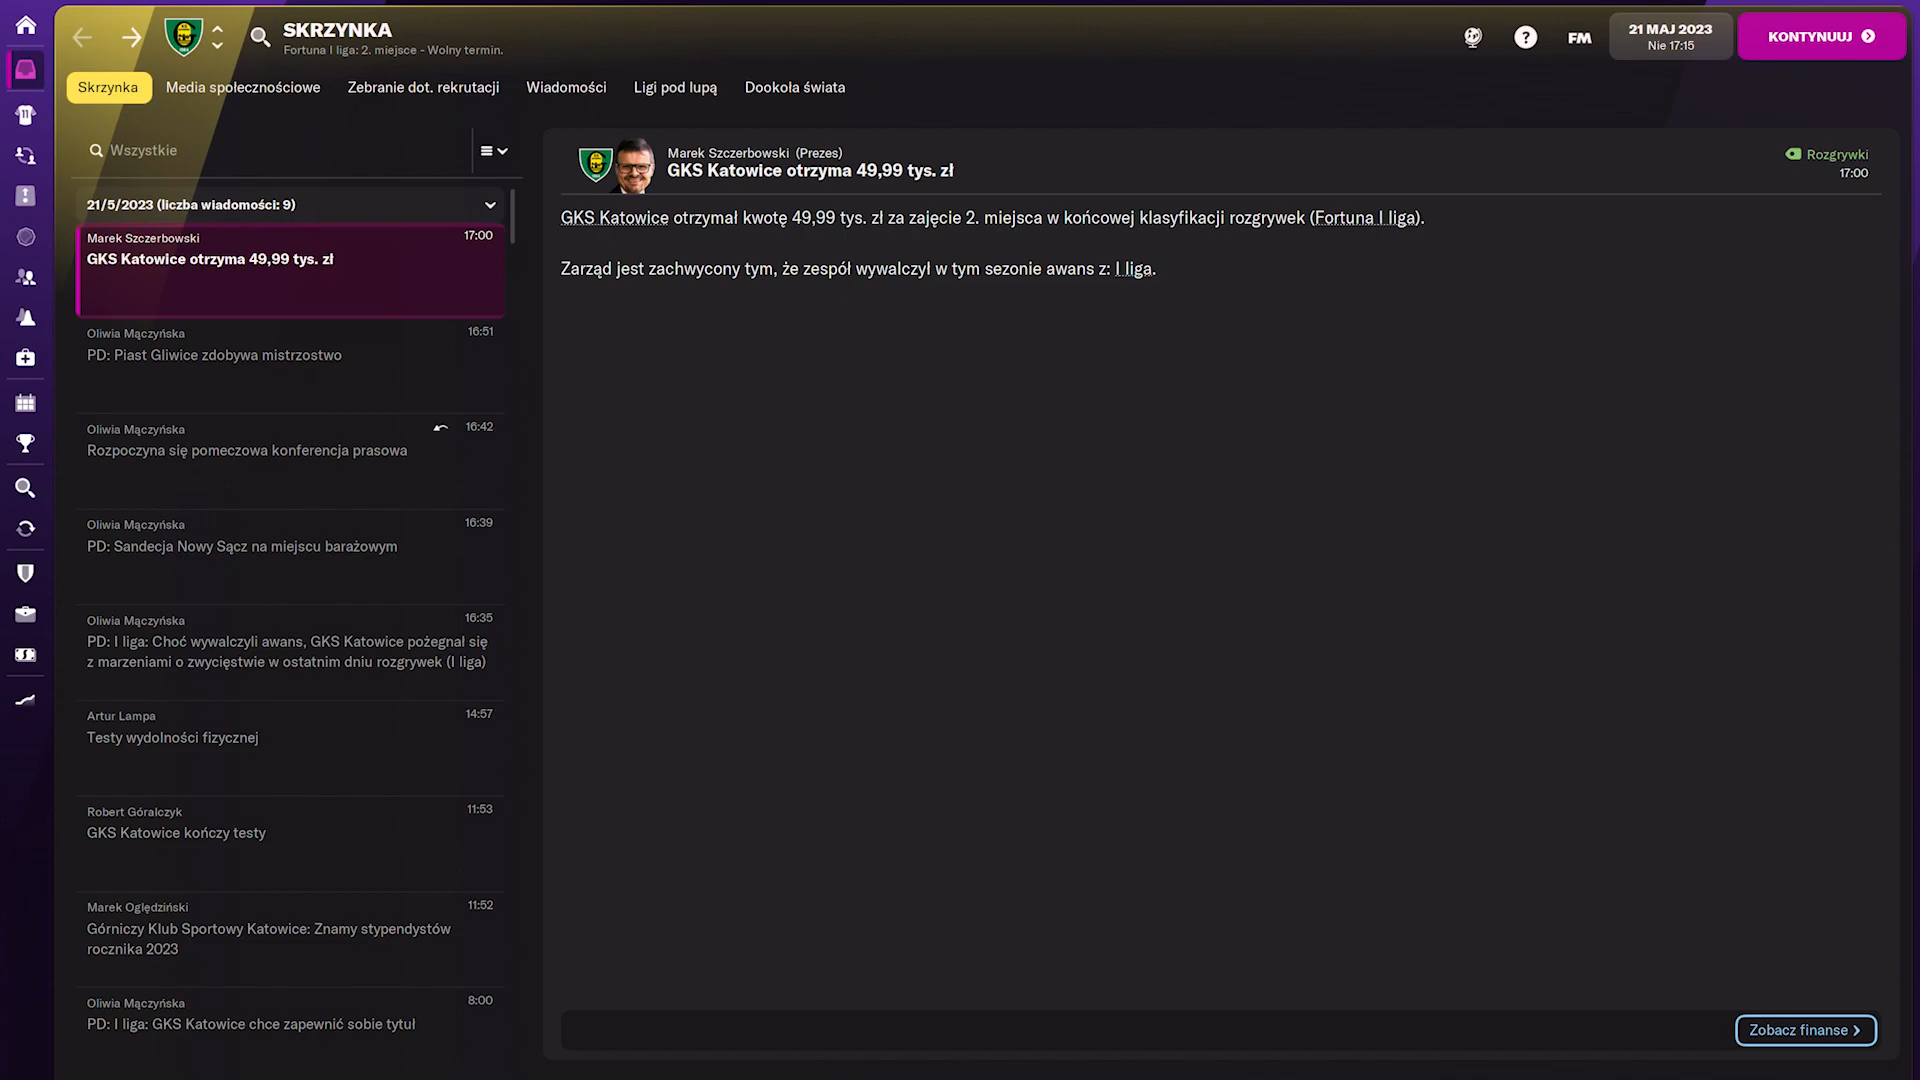 SKRZYNKA
Fortuna I liga: 2. miejsce - Wolny termin.
FM
21 MAJ 2023
Nie 17:15
KONTYNUUJ
Skrzynka
Media społecznościowe
Zebranie dot. rekrutacji
Wiadomości
Ligi pod lupą
Dookoła świata
Wszystkie
21/5/2023 (liczba wiadomości: 9)
Marek Szczerbowski
17:00
GKS Katowice otrzyma 49,99 tys. zł
Oliwia Mączyńska
16:51
PD: Piast Gliwice zdobywa mistrzostwo
Oliwia Mączyńska
16:42
Rozpoczyna się pomeczowa konferencja prasowa
Oliwia Mączyńska
16:39
PD: Sandecja Nowy Sącz na miejscu barażowym
Oliwia Mączyńska
16:35
PD: I liga: Choć wywalczyli awans, GKS Katowice pożegnał się
z marzeniami o zwycięstwie w ostatnim dniu rozgrywek (I liga)
Artur Łampa
14:57
Testy wydolności fizycznej
Robert Góralczyk
11:53
GKS Katowice kończy testy
Marek Oględziński
11:52
Górniczy Klub Sportowy Katowice: Znamy stypendystów
rocznika 2023
Oliwia Mączyńska
8:00
PD: I liga: GKS Katowice chce zapewnić sobie tytuł
Marek Szczerbowski (Prezes)
GKS Katowice otrzyma 49,99 tys. zł
Rozgrywki
17:00
GKS Katowice otrzymał kwotę 49,99 tys. zł za zajęcie 2. miejsca w końcowej klasyfikacji rozgrywek (Fortuna I liga).
Zarząd jest zachwycony tym, że zespół wywalczył w tym sezonie awans z: I liga.
Zobacz finanse